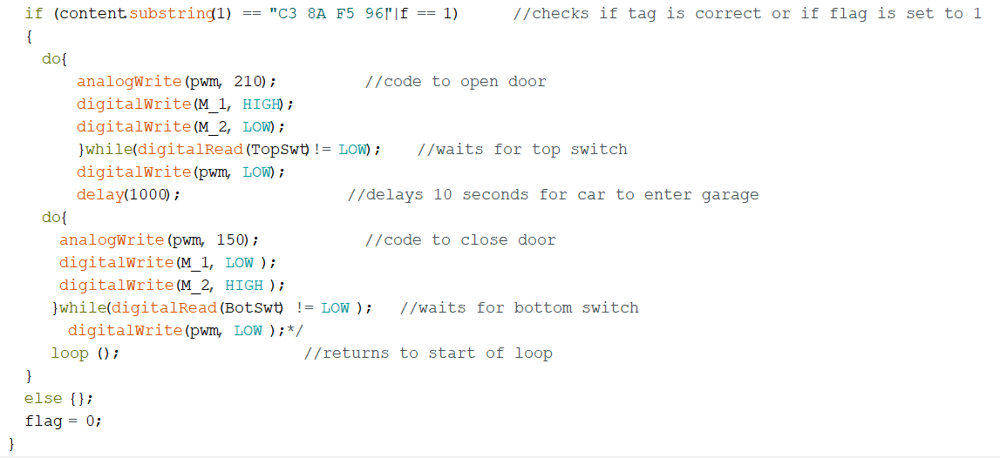 if (content.substring(1) == "C3 8A F5 96"|f == 1)      //checks if tag is correct or if flag is set to 1
{
do{
analogWrite(pwm, 210);          //code to open door
digitalWrite(M_1, HIGH);
digitalWrite(M_2, LOW);
}while(digitalRead(TopSwt)!= LOW);    //waits for top switch
digitalWrite(pwm, LOW);
delay(1000);                   //delays 10 seconds for car to enter garage
do{
analogWrite(pwm, 150);            //code to close door
digitalWrite(M_1, LOW );
digitalWrite(M_2, HIGH );
}while(digitalRead(BotSwt) != LOW );   //waits for bottom switch
digitalWrite(pwm, LOW );*/
loop ();                     //returns to start of loop
}
else {};
flag = 0;
}